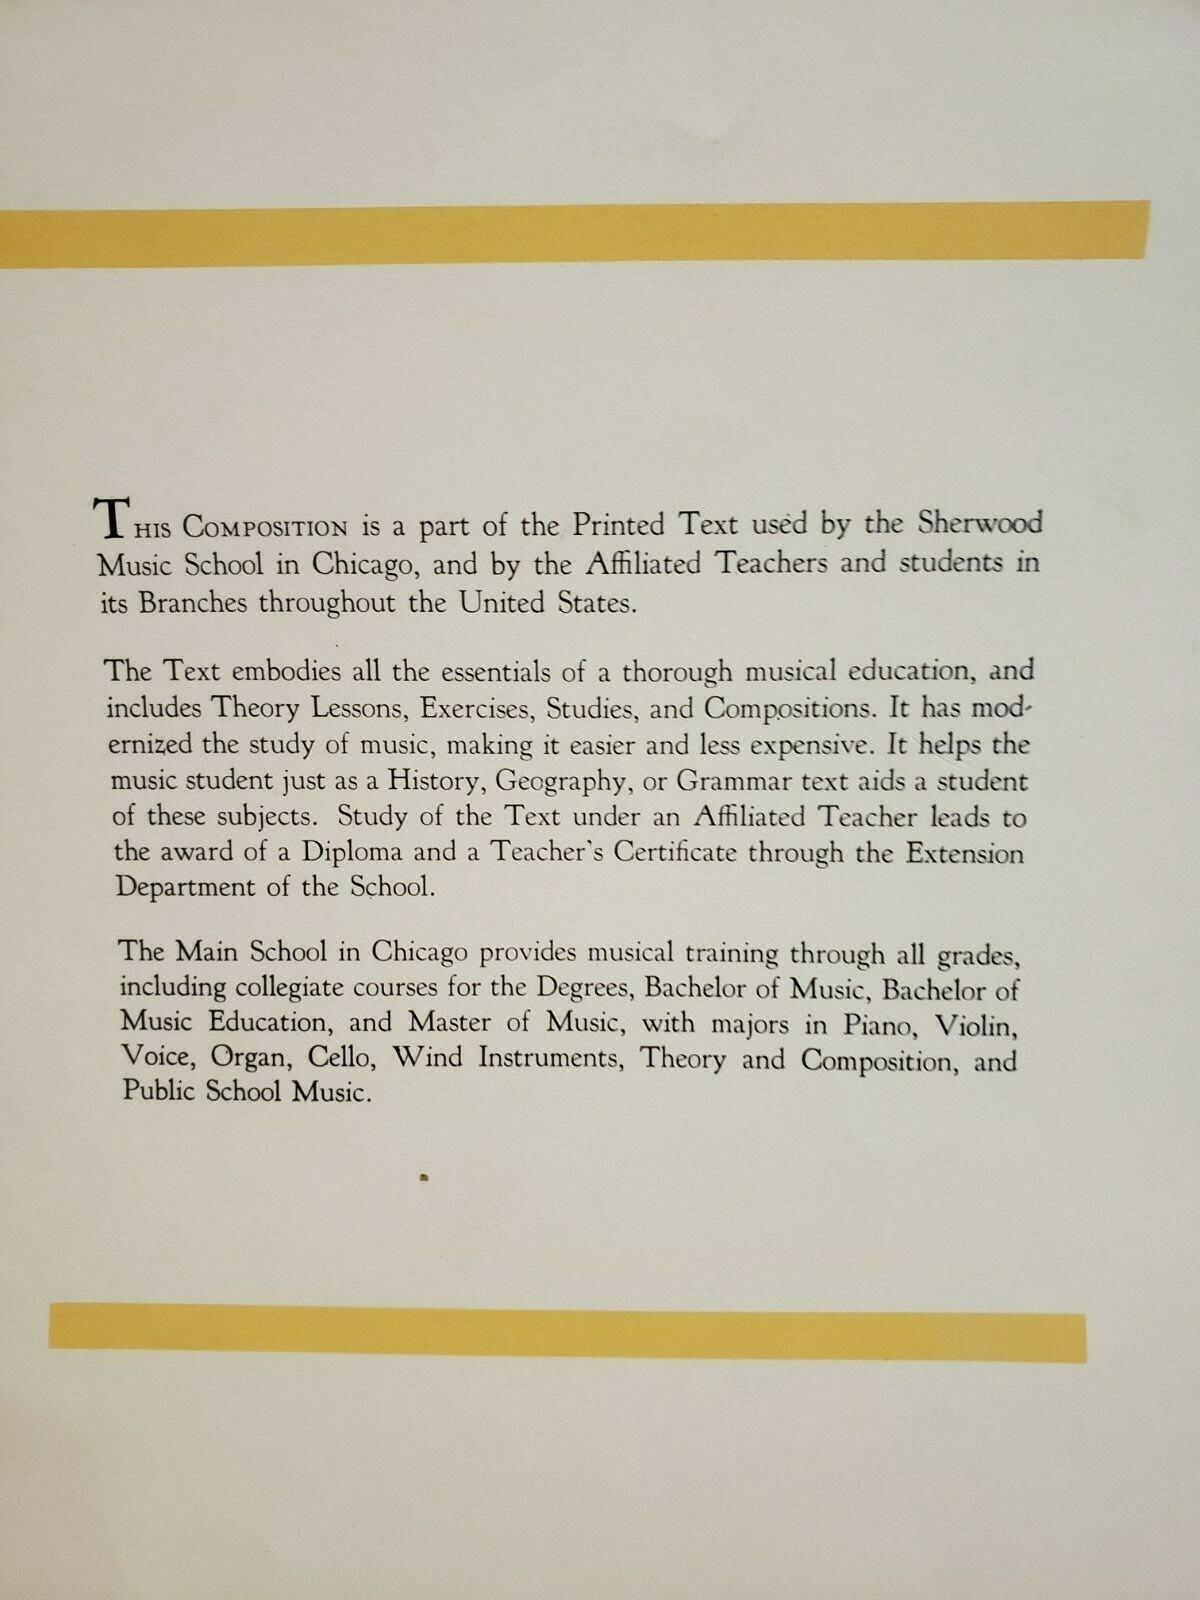 THIS COMPOSITION is a part of the Printed Text used by the Sherwood
Music School in Chicago, and by the Affiliated Teachers and students in
its Branches throughout the United States.
The Text embodies all the essentials of a thorough musical education, and
includes Theory Lessons, Exercises, Studies, and Compositions. It has mod-
ernized the study of music, making it easier and less expensive. It helps the
music student just as a History, Geography, or Grammar text aids a student
of these subjects. Study of the Text under an Affiliated Teacher leads to
the award of a Diploma and a Teacher's Certificate through the Extension
Department of the School.
The Main School in Chicago provides musical training through all grades,
including collegiate courses for the Degrees, Bachelor of Music, Bachelor of
Music Education, and Master of Music, with majors in Piano, Violin,
Voice, Organ, Cello, Wind Instruments, Theory and Composition, and
Public School Music.